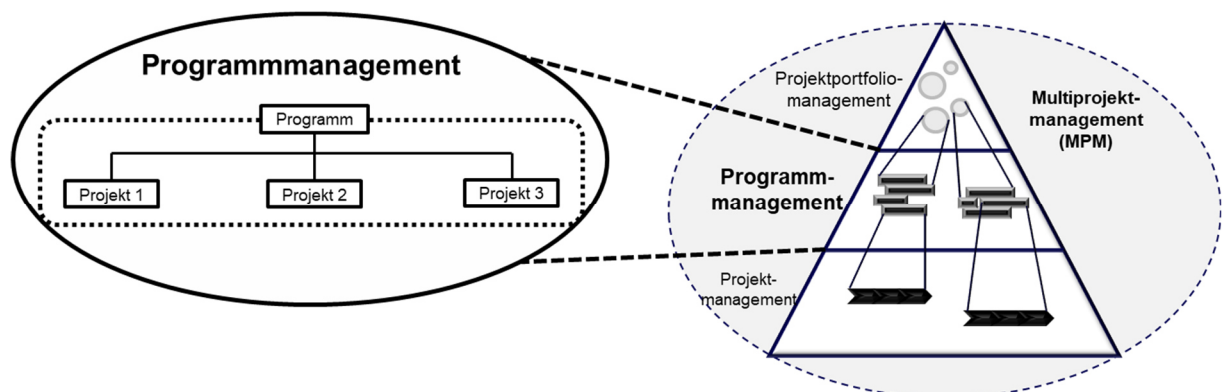 Programmmanagement
Programm
Projekt 1
Projekt 2
Projekt 3
Projektportfolio-
management
Multiprojekt-
management
(MPM)
Programm-
management
Projekt-
management